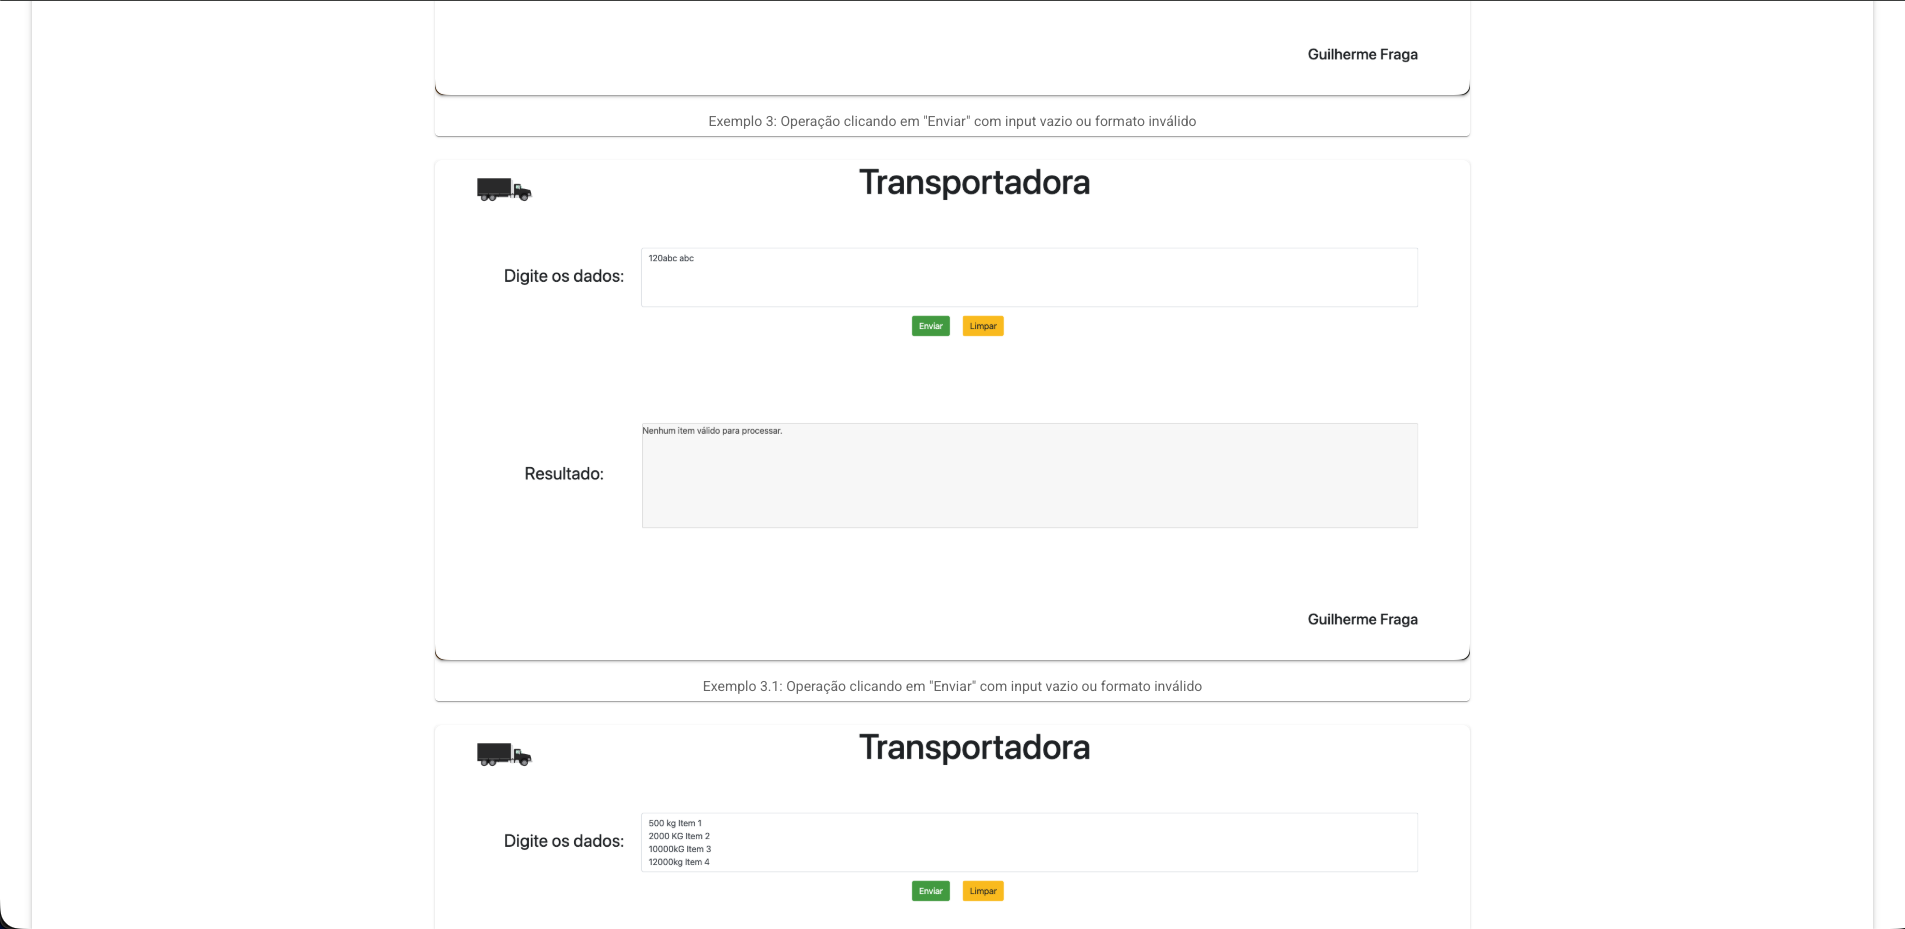 Guilherme Fraga
Exemplo 3: Operação clicando em "Enviar" com input vazio ou formato inválido
Transportadora
Digite os dados:
120abc abc
Enviar
Limpar
Nenhum item válido para processar.
Resultado:
Guilherme Fraga
Exemplo 3.1: Operação clicando em "Enviar" com input vazio ou formato inválido
Transportadora
Digite os dados:
500 kg Item 1
2000 KG Item 2
10000kG Item 3
12000kg Item 4
Enviar
Limpar